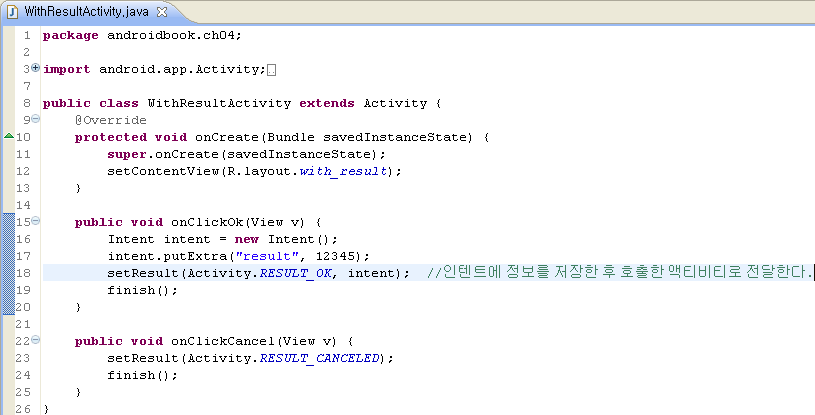 WithResultActivity.java
1 package androidbook.ch04;
2
3 import android.app.Activity;
7
8 public class WithResultActivity extends Activity {
9     @Override
10     protected void onCreate(Bundle savedInstanceState) {
11         super.onCreate(savedInstanceState);
12         setContentView(R.layout.with_result);
13     }
14
15     public void onClickOk(View v) {
16         Intent intent = new Intent();
17         intent.putExtra("result", 12345);
18         setResult(Activity.RESULT_OK, intent);  //인텐트에 정보를 저장한 후 호출한 액티비티로 전달한다.
19         finish();
20     }
21
22     public void onClickCancel(View v) {
23         setResult(Activity.RESULT_CANCELED);
24         finish();
25     }
26 }